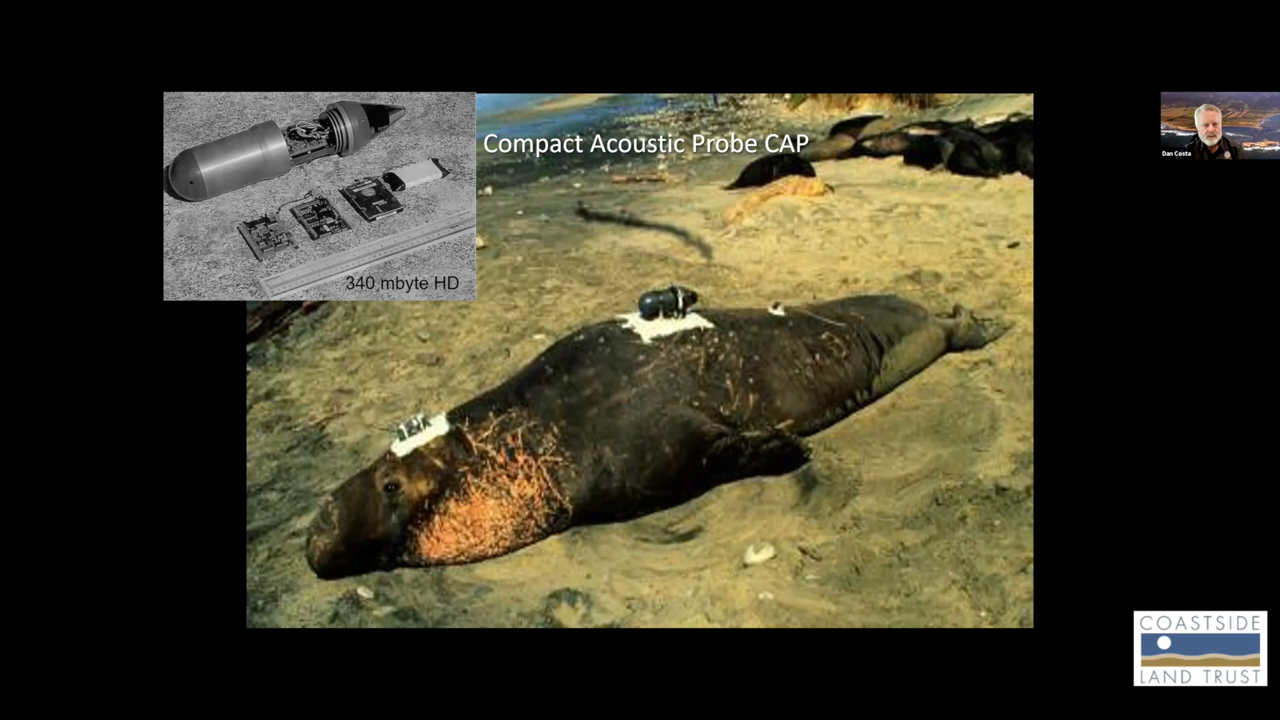 Compact Acoustic Probe CAP
340 mbyte HD
Dan Costa
COASTSIDE
LAND TRUST